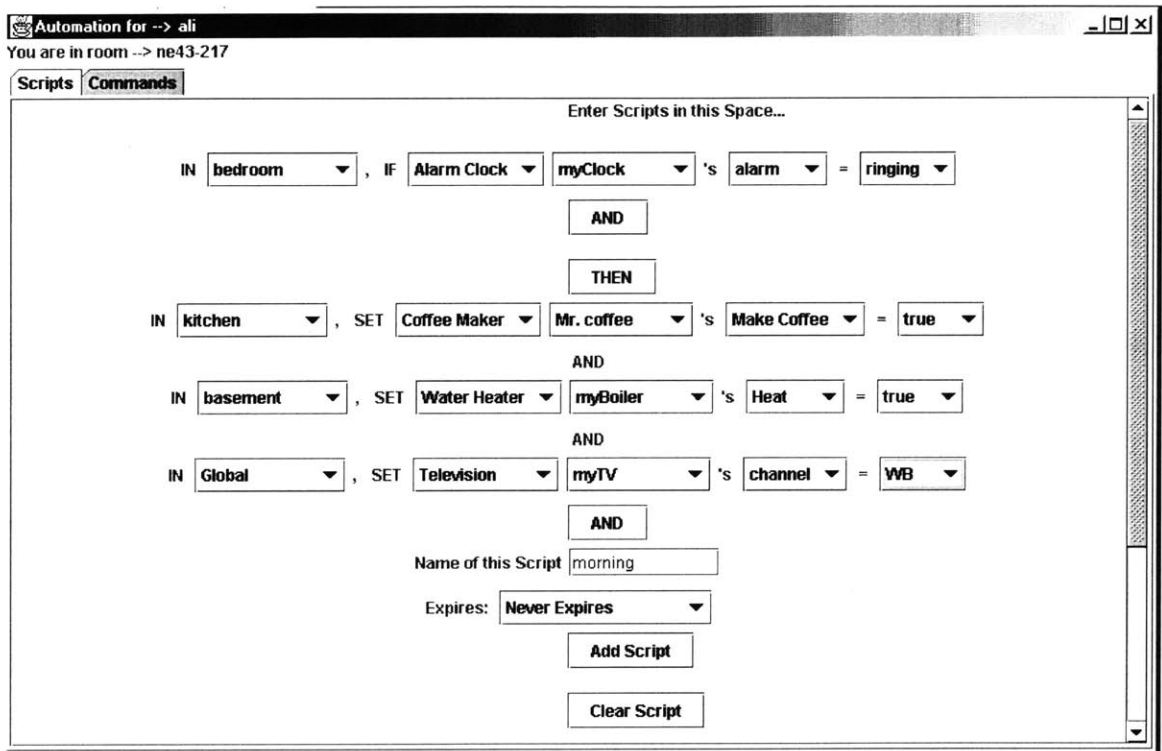 Automation for --> ali
You are in room --> ne43-217
Scripts Commands
Enter Scripts in this Space...
IN bedroom , IF Alarm Clock myClock 's alarm = ringing
AND
THEN
IN kitchen , SET Coffee Maker Mr. coffee 's Make Coffee = true
AND
IN basement , SET Water Heater myBoiler 's Heat = true
AND
IN Global , SET Television myTV 's channel = WB
AND
Name of this Script morning
Expires: Never Expires
Add Script
Clear Script